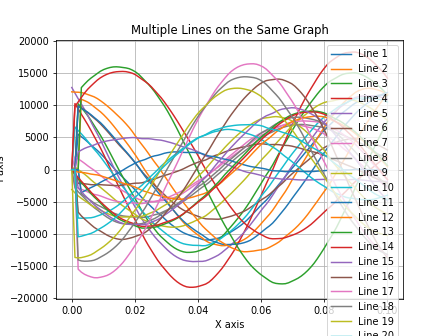 Multiple Lines on the Same Graph
20000
15000
10000
5000
0
−5000
−10000
−15000
−20000
0.00
0.02
0.04
0.06
0.08
X axis
axis
Line 1
Line 2
Line 3
Line 4
Line 5
Line 6
Line 7
Line 8
Line 9
Line 10
Line 11
Line 12
Line 13
Line 14
Line 15
Line 16
Line 17
Line 18
Line 19
Line 20